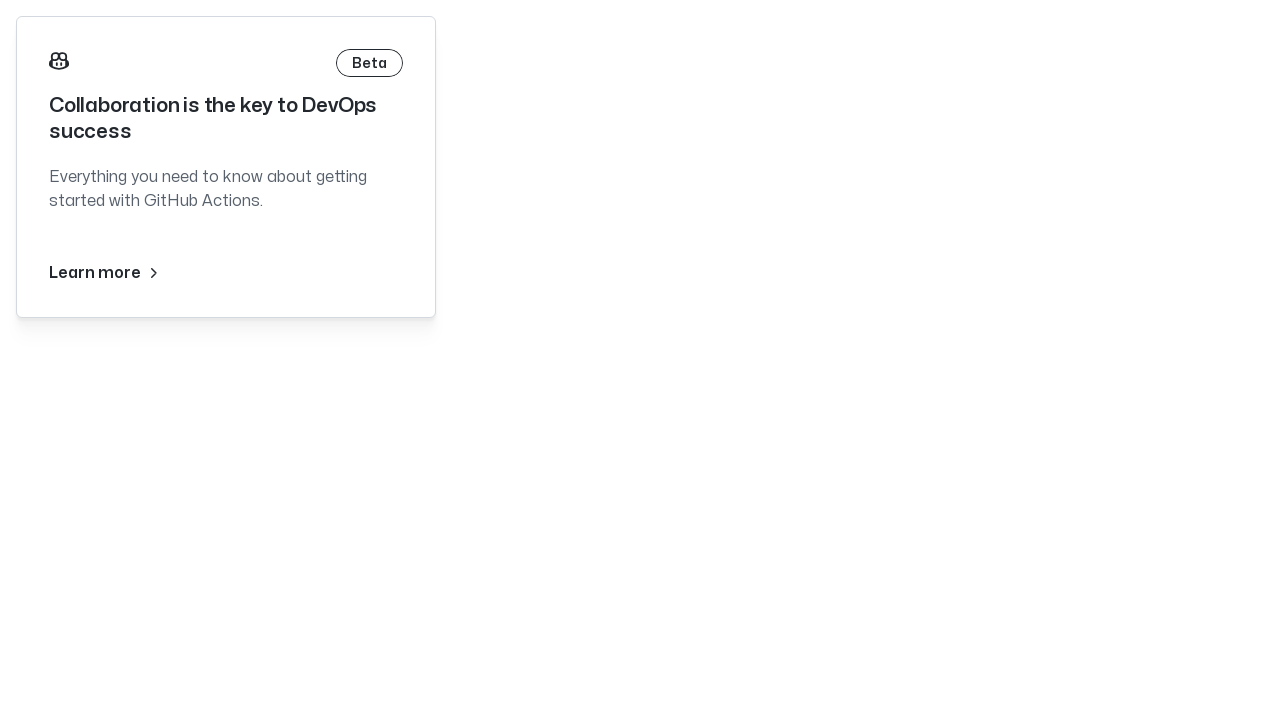 Beta
Collaboration is the key to DevOps
success
Everything you need to know about getting
started with GitHub Actions.
Learn more